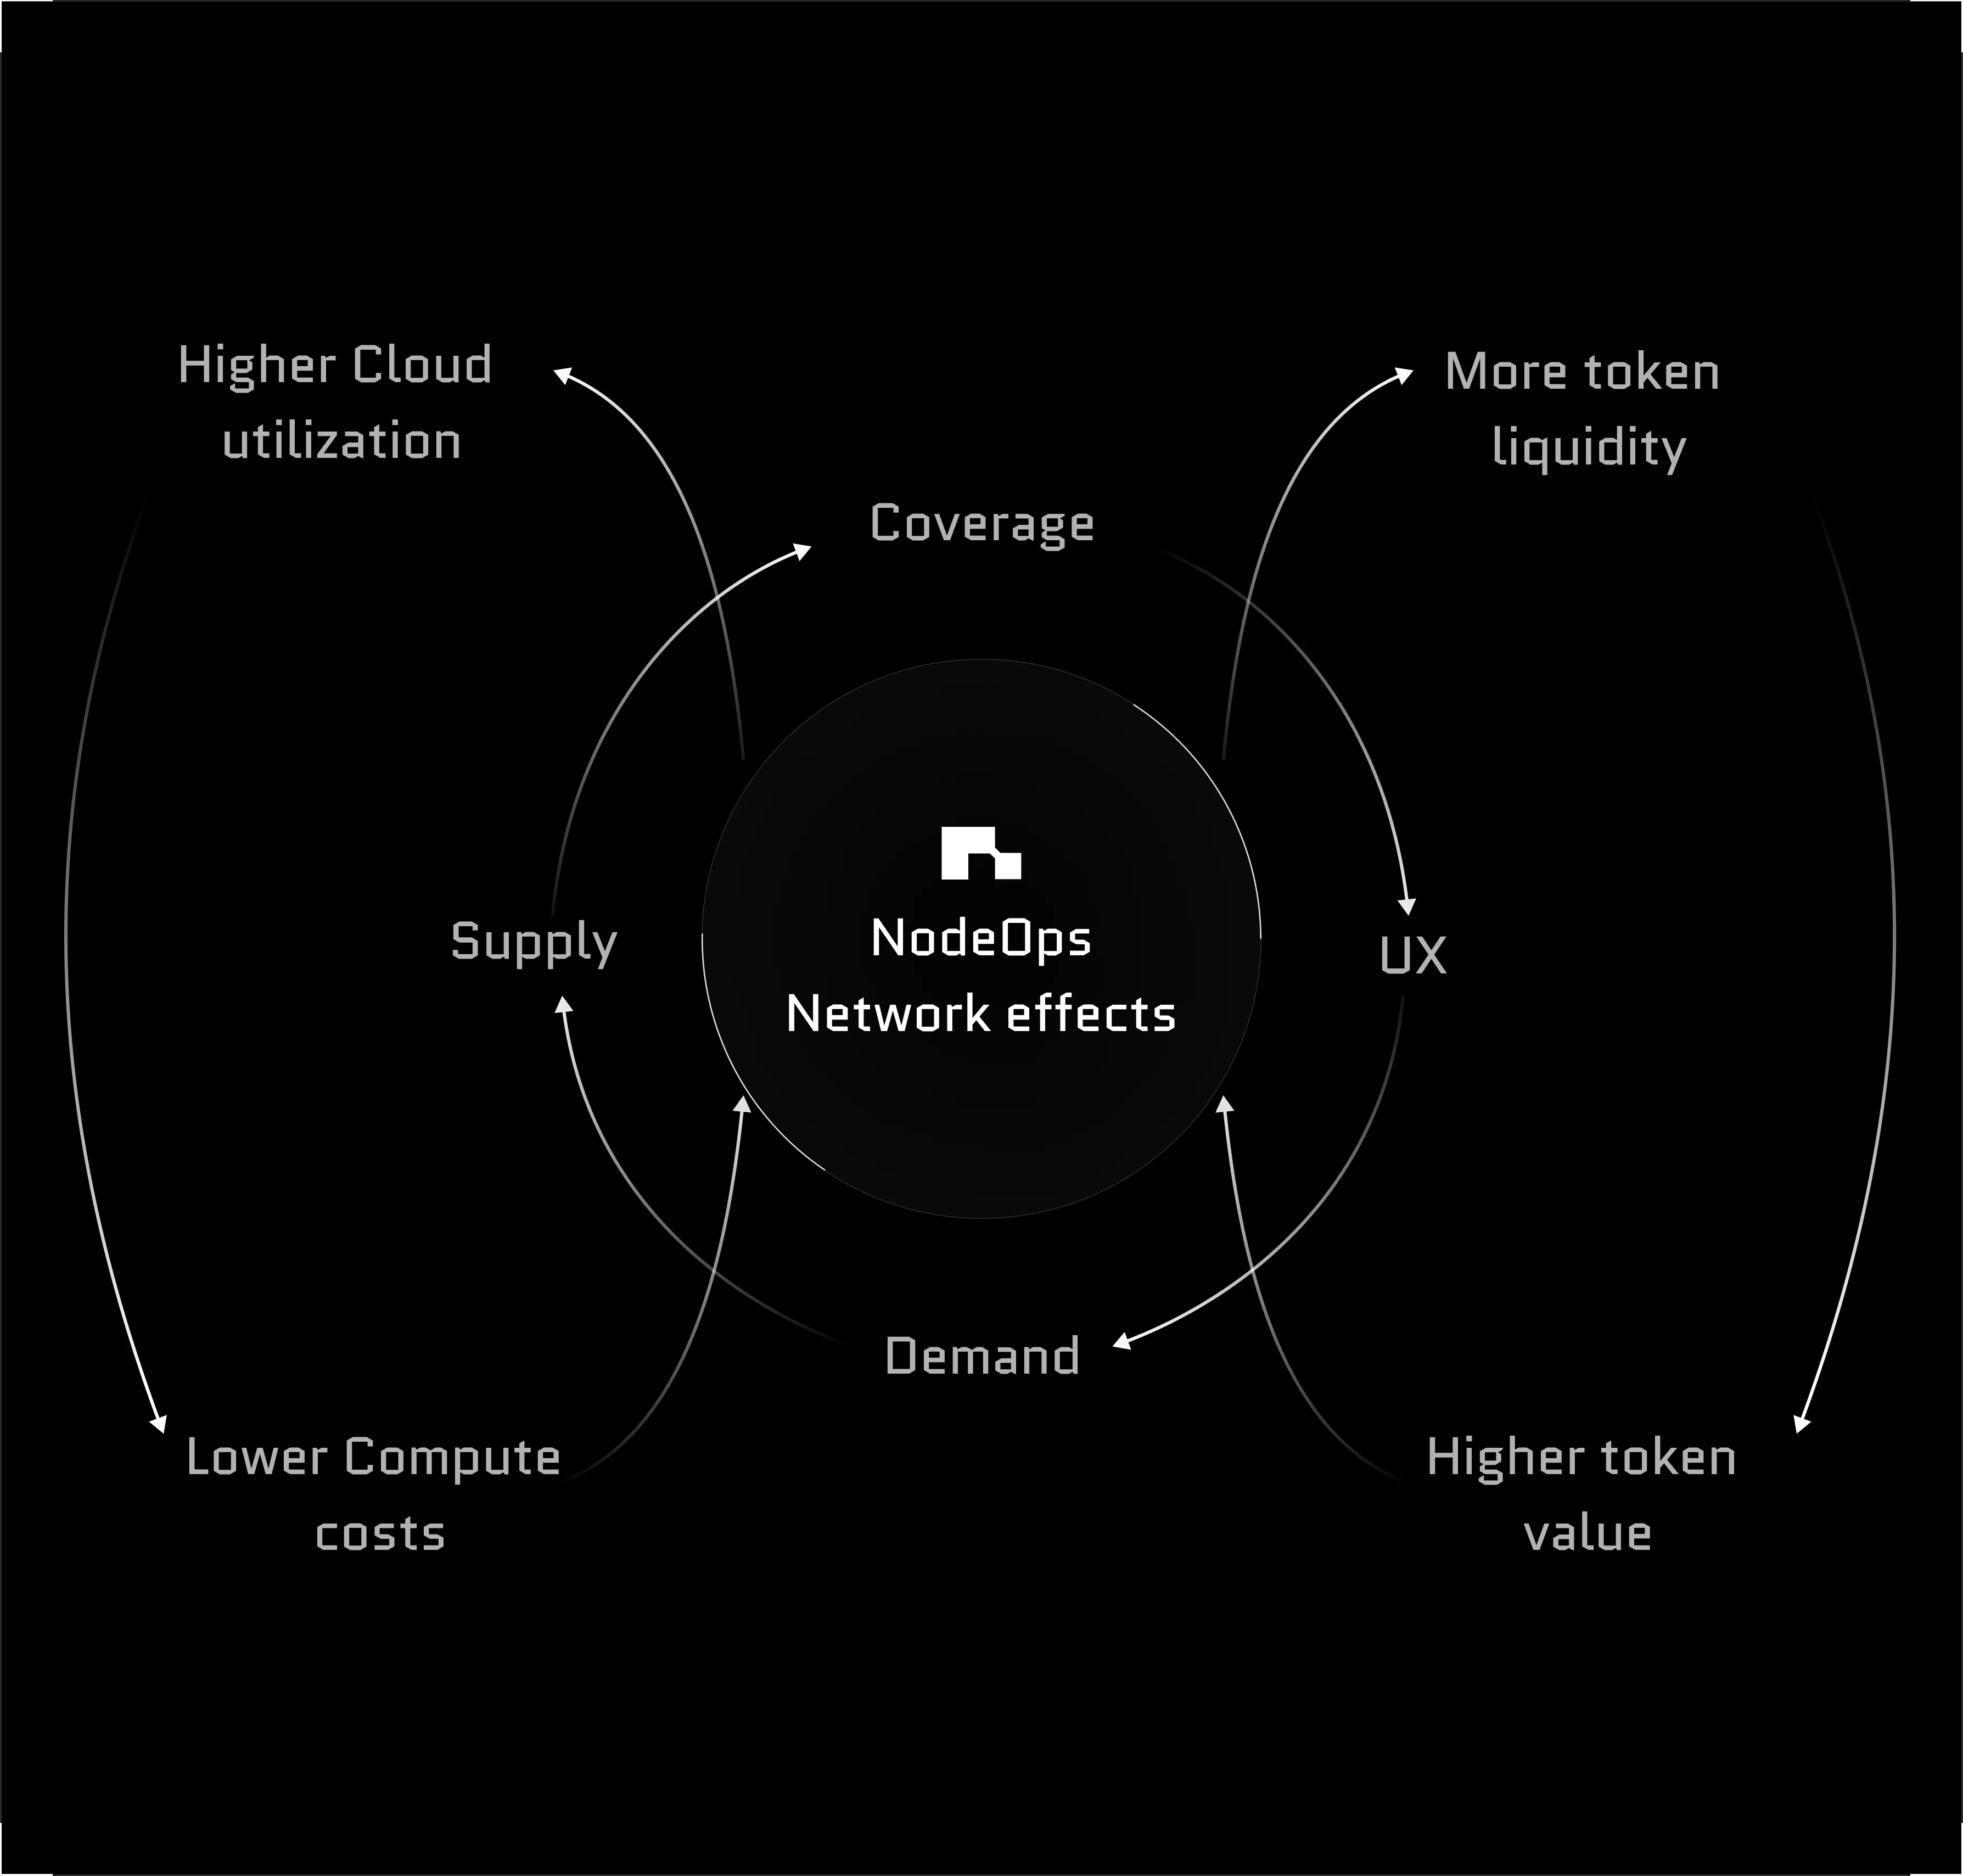 Higher Cloud
utilization
More token
liquidity
Coverage
Supply
NodeOps
Network effects
UX
Demand
Lower Compute
costs
Higher token
value